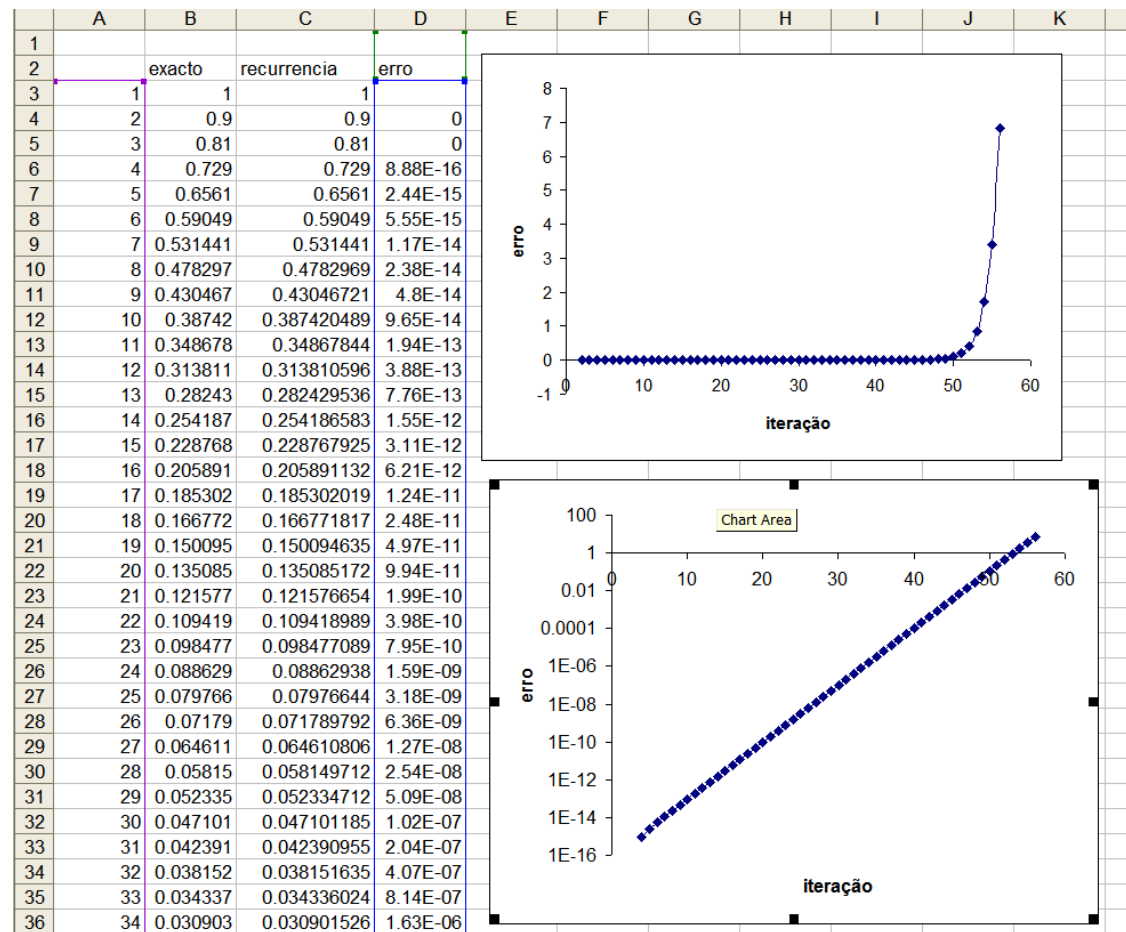 A B C D E F G H I J K
1
2 exacto recurrencia erro
3 1 1 1
4 2 0.9 0.9 0
5 3 0.81 0.81 0
6 4 0.729 0.729 8.88E-16
7 5 0.6561 0.6561 2.44E-15
8 6 0.59049 0.59049 5.55E-15
9 7 0.531441 0.531441 1.17E-14
10 8 0.478297 0.4782969 2.38E-14
11 9 0.430467 0.43046721 4.8E-14
12 10 0.38742 0.387420489 9.65E-14
13 11 0.348678 0.34867844 1.94E-13
14 12 0.313811 0.313810596 3.88E-13
15 13 0.28243 0.282429536 7.76E-13
16 14 0.254187 0.254186583 1.55E-12
17 15 0.228768 0.228767925 3.11E-12
18 16 0.205891 0.205891132 6.21E-12
19 17 0.185302 0.185302019 1.24E-11
20 18 0.166772 0.166771817 2.48E-11
21 19 0.150095 0.150094635 4.97E-11
22 20 0.135085 0.135085172 9.94E-11
23 21 0.121577 0.121576654 1.99E-10
24 22 0.109419 0.109418989 3.98E-10
25 23 0.098477 0.098477089 7.95E-10
26 24 0.088629 0.08862938 1.59E-09
27 25 0.079766 0.07976644 3.18E-09
28 26 0.07179 0.071789792 6.36E-09
29 27 0.064611 0.064610806 1.27E-08
30 28 0.05815 0.058149712 2.54E-08
31 29 0.052335 0.052334712 5.09E-08
32 30 0.047101 0.047101185 1.02E-07
33 31 0.042391 0.042390955 2.04E-07
34 32 0.038152 0.038151635 4.07E-07
35 33 0.034337 0.034336024 8.14E-07
36 34 0.030903 0.030901526 1.63E-06
8
7
6
5
4
3
2
1
0
-1
erro
0 10 20 30 40 50 60
iteração
100
1
0.01
0.0001
1E-06
1E-08
1E-10
1E-12
1E-14
1E-16
Chart Area
erro
0 10 20 30 40 50 60
iteração